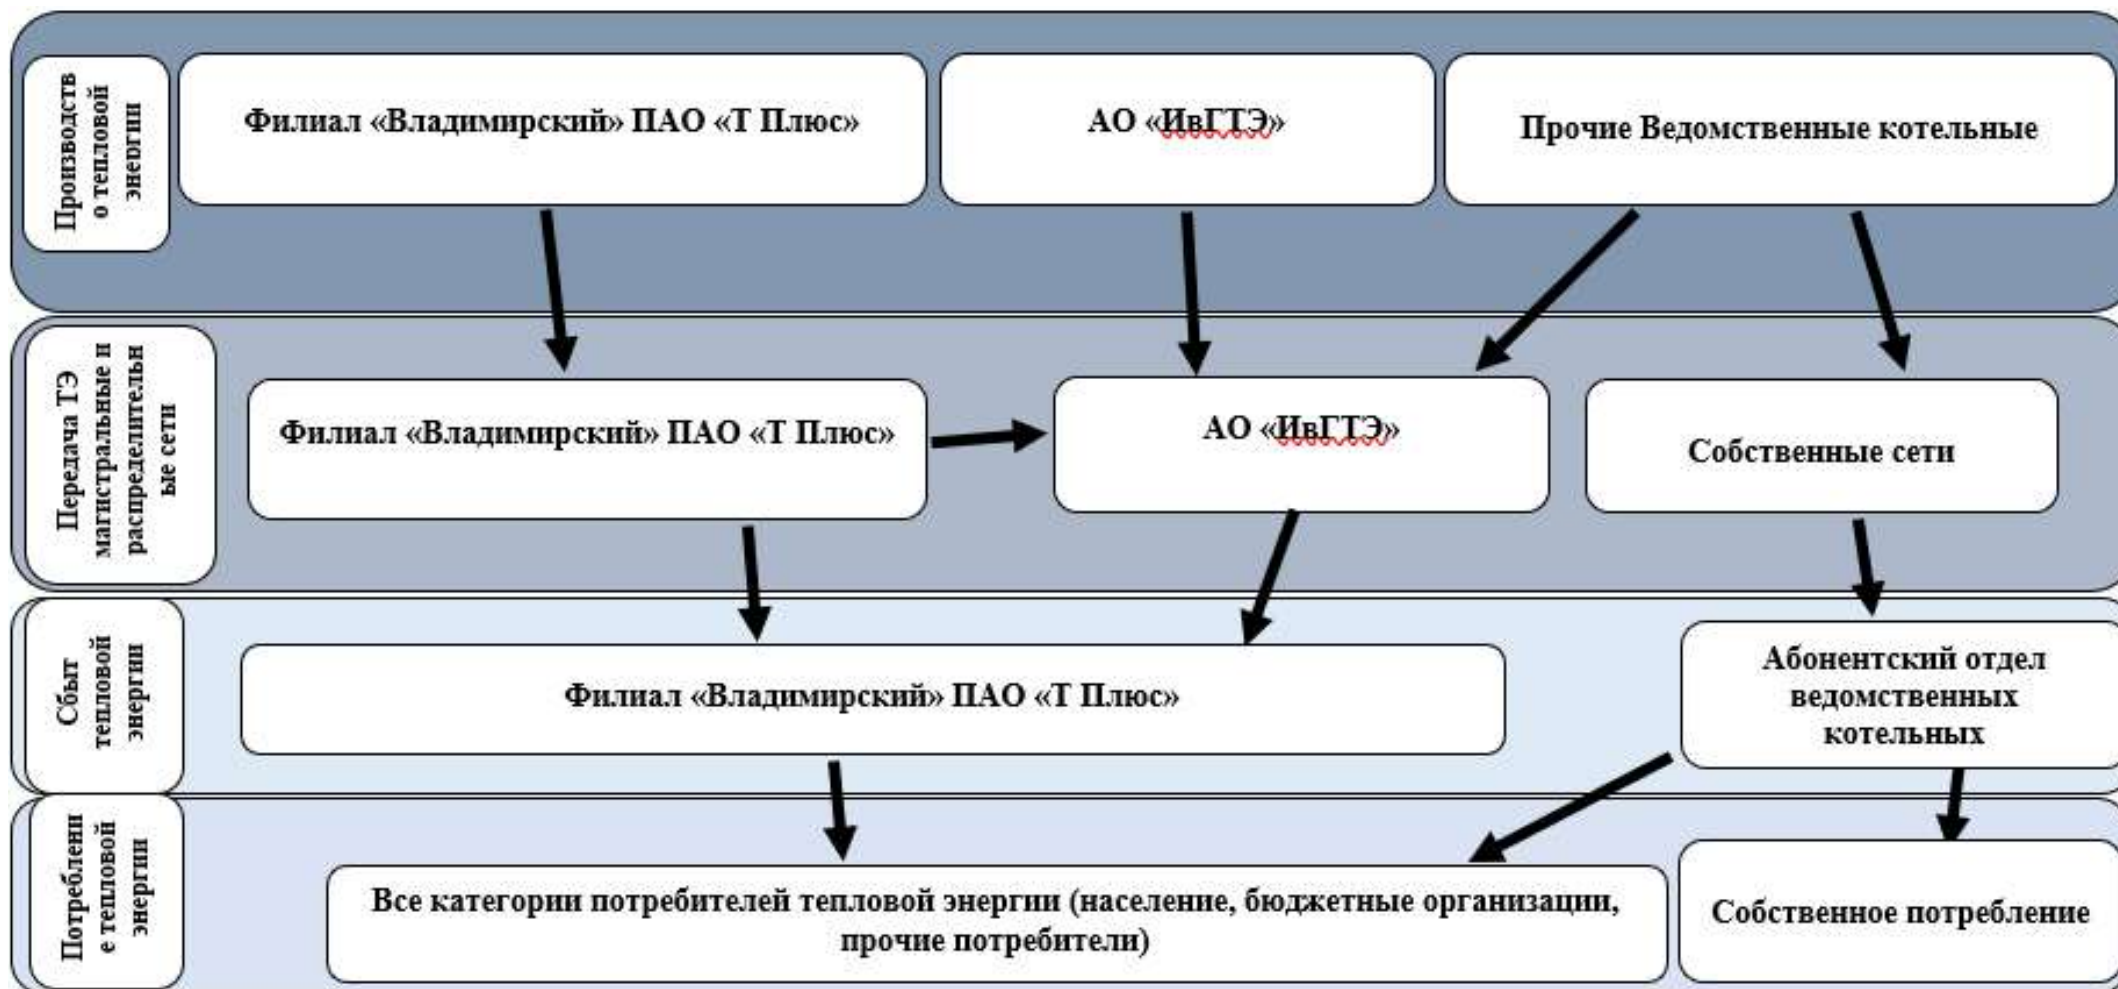 Производств
о тепловой
энергии
Филиал «Владимирский» ПАО «Т Плюс»
АО «ИвГТЭ»
Прочие Ведомственные котельные
Передача ТЭ
магистральные и
распределительн
ые сети
Филиал «Владимирский» ПАО «Т Плюс»
АО «ИвГТЭ»
Собственные сети
Сбыт
тепловой
энергии
Филиал «Владимирский» ПАО «Т Плюс»
Абонентский отдел
ведомственных
котельных
Потреблени
е тепловой
энергии
Все категории потребителей тепловой энергии (население, бюджетные организации,
прочие потребители)
Собственное потребление